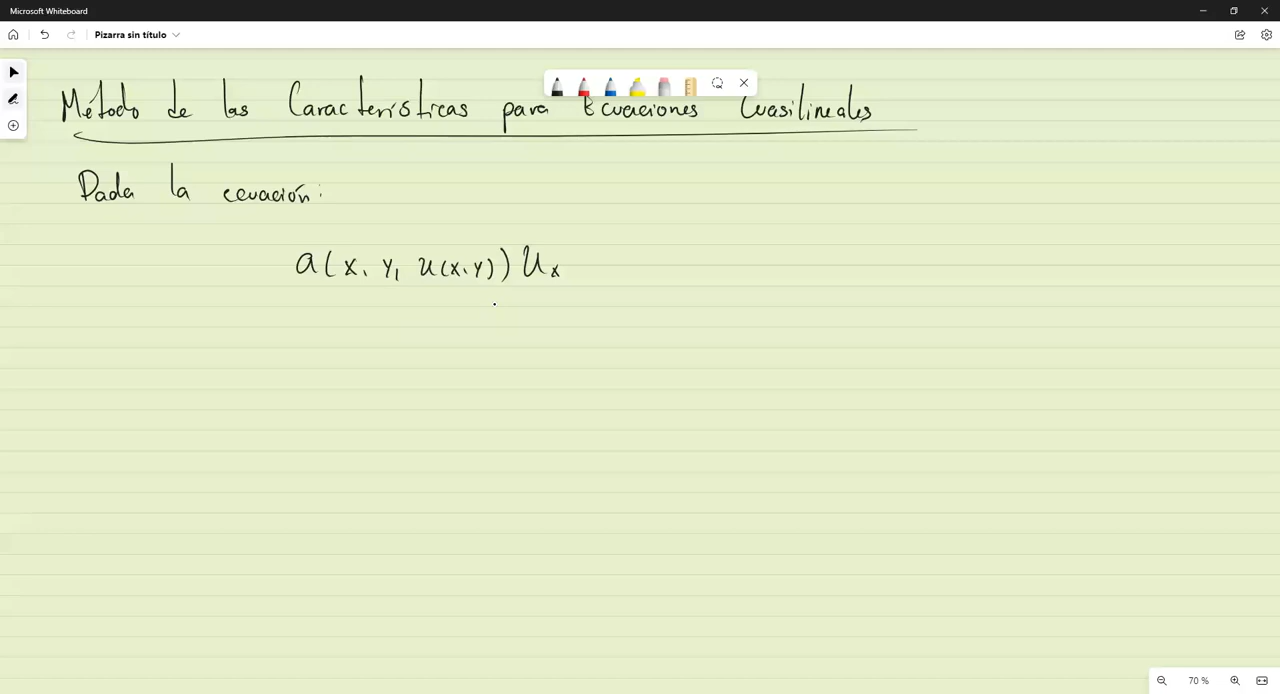 Microsoft Whiteboard
Pizarra sin título
Método de las Características para Ecuaciones Cuasilineales
Dada la ecuación:
a(x, y, u(x,y)) Ux
70 %